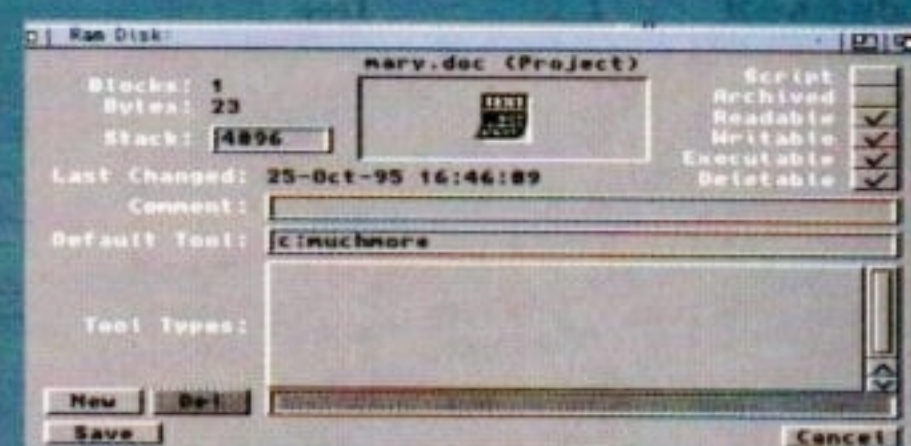 Ram Disk:
mary.doc (Project)
Blocks: 1
Bytes: 23
Stack: 4096
Script
Archived
Readable
Writable
Executable
Deletable
Last Changed: 25-Oct-95 16:46:09
Comment:
Default Tool: c:muchmore
Tool Types:
New Del
Save Cancel